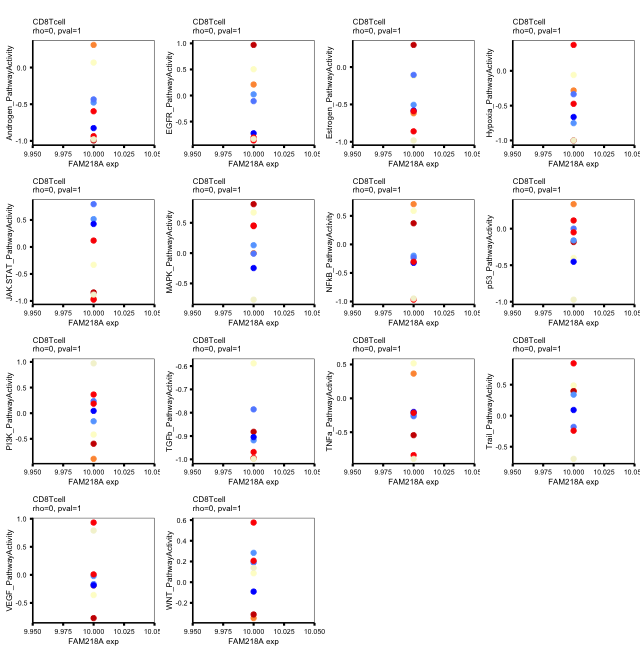 CD8Tcell
rho=0, pval=1
Androgen_PathwayActivity
0.0
-0.5
-1.0
9.950 9.975 10.000 10.025 10.05
FAM218A exp
CD8Tcell
rho=0, pval=1
EGFR_PathwayActivity
1.0
0.5
0.0
-0.5
9.950 9.975 10.000 10.025 10.05
FAM218A exp
CD8Tcell
rho=0, pval=1
Estrogen_PathwayActivity
0.0
-0.5
-1.0
9.950 9.975 10.000 10.025 10.05
FAM218A exp
CD8Tcell
rho=0, pval=1
Hypoxia_PathwayActivity
0.0
-0.5
-1.0
9.950 9.975 10.000 10.025 10.05
FAM218A exp
CD8Tcell
rho=0, pval=1
JAK.STAT_PathwayActivity
0.5
0.0
-0.5
-1.0
9.950 9.975 10.000 10.025 10.05
FAM218A exp
CD8Tcell
rho=0, pval=1
MAPK_PathwayActivity
0.5
0.0
-0.5
9.950 9.975 10.000 10.025 10.05
FAM218A exp
CD8Tcell
rho=0, pval=1
NFkB_PathwayActivity
0.5
0.0
-0.5
-1.0
9.950 9.975 10.000 10.025 10.05
FAM218A exp
CD8Tcell
rho=0, pval=1
p53_PathwayActivity
0.0
-0.5
-1.0
9.950 9.975 10.000 10.025 10.05
FAM218A exp
CD8Tcell
rho=0, pval=1
PI3K_PathwayActivity
1.0
0.5
0.0
-0.5
9.950 9.975 10.000 10.025 10.05
FAM218A exp
CD8Tcell
rho=0, pval=1
TGFb_PathwayActivity
-0.6
-0.7
-0.8
-0.9
-1.0
9.950 9.975 10.000 10.025 10.05
FAM218A exp
CD8Tcell
rho=0, pval=1
TNFa_PathwayActivity
0.5
0.0
-0.5
9.950 9.975 10.000 10.025 10.05
FAM218A exp
CD8Tcell
rho=0, pval=1
Trail_PathwayActivity
0.5
0.0
-0.5
9.950 9.975 10.000 10.025 10.05
FAM218A exp
CD8Tcell
rho=0, pval=1
VEGF_PathwayActivity
1.0
0.5
0.0
-0.5
9.950 9.975 10.000 10.025 10.05
FAM218A exp
CD8Tcell
rho=0, pval=1
WNT_PathwayActivity
0.6
0.4
0.2
0.0
-0.2
9.950 9.975 10.000 10.025 10.050
FAM218A exp